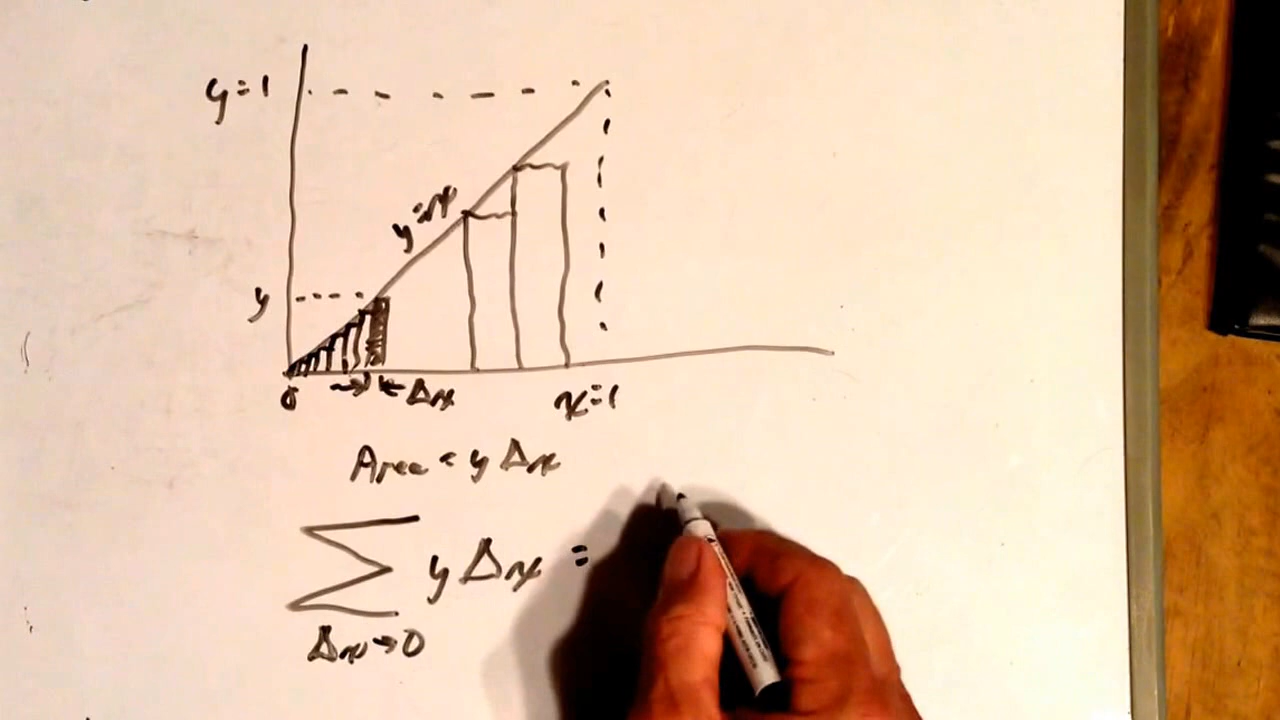 y=1
y=x
y
0 → ← Δx
x=1
Area = y Δx
∑ y Δx =
Δx→0